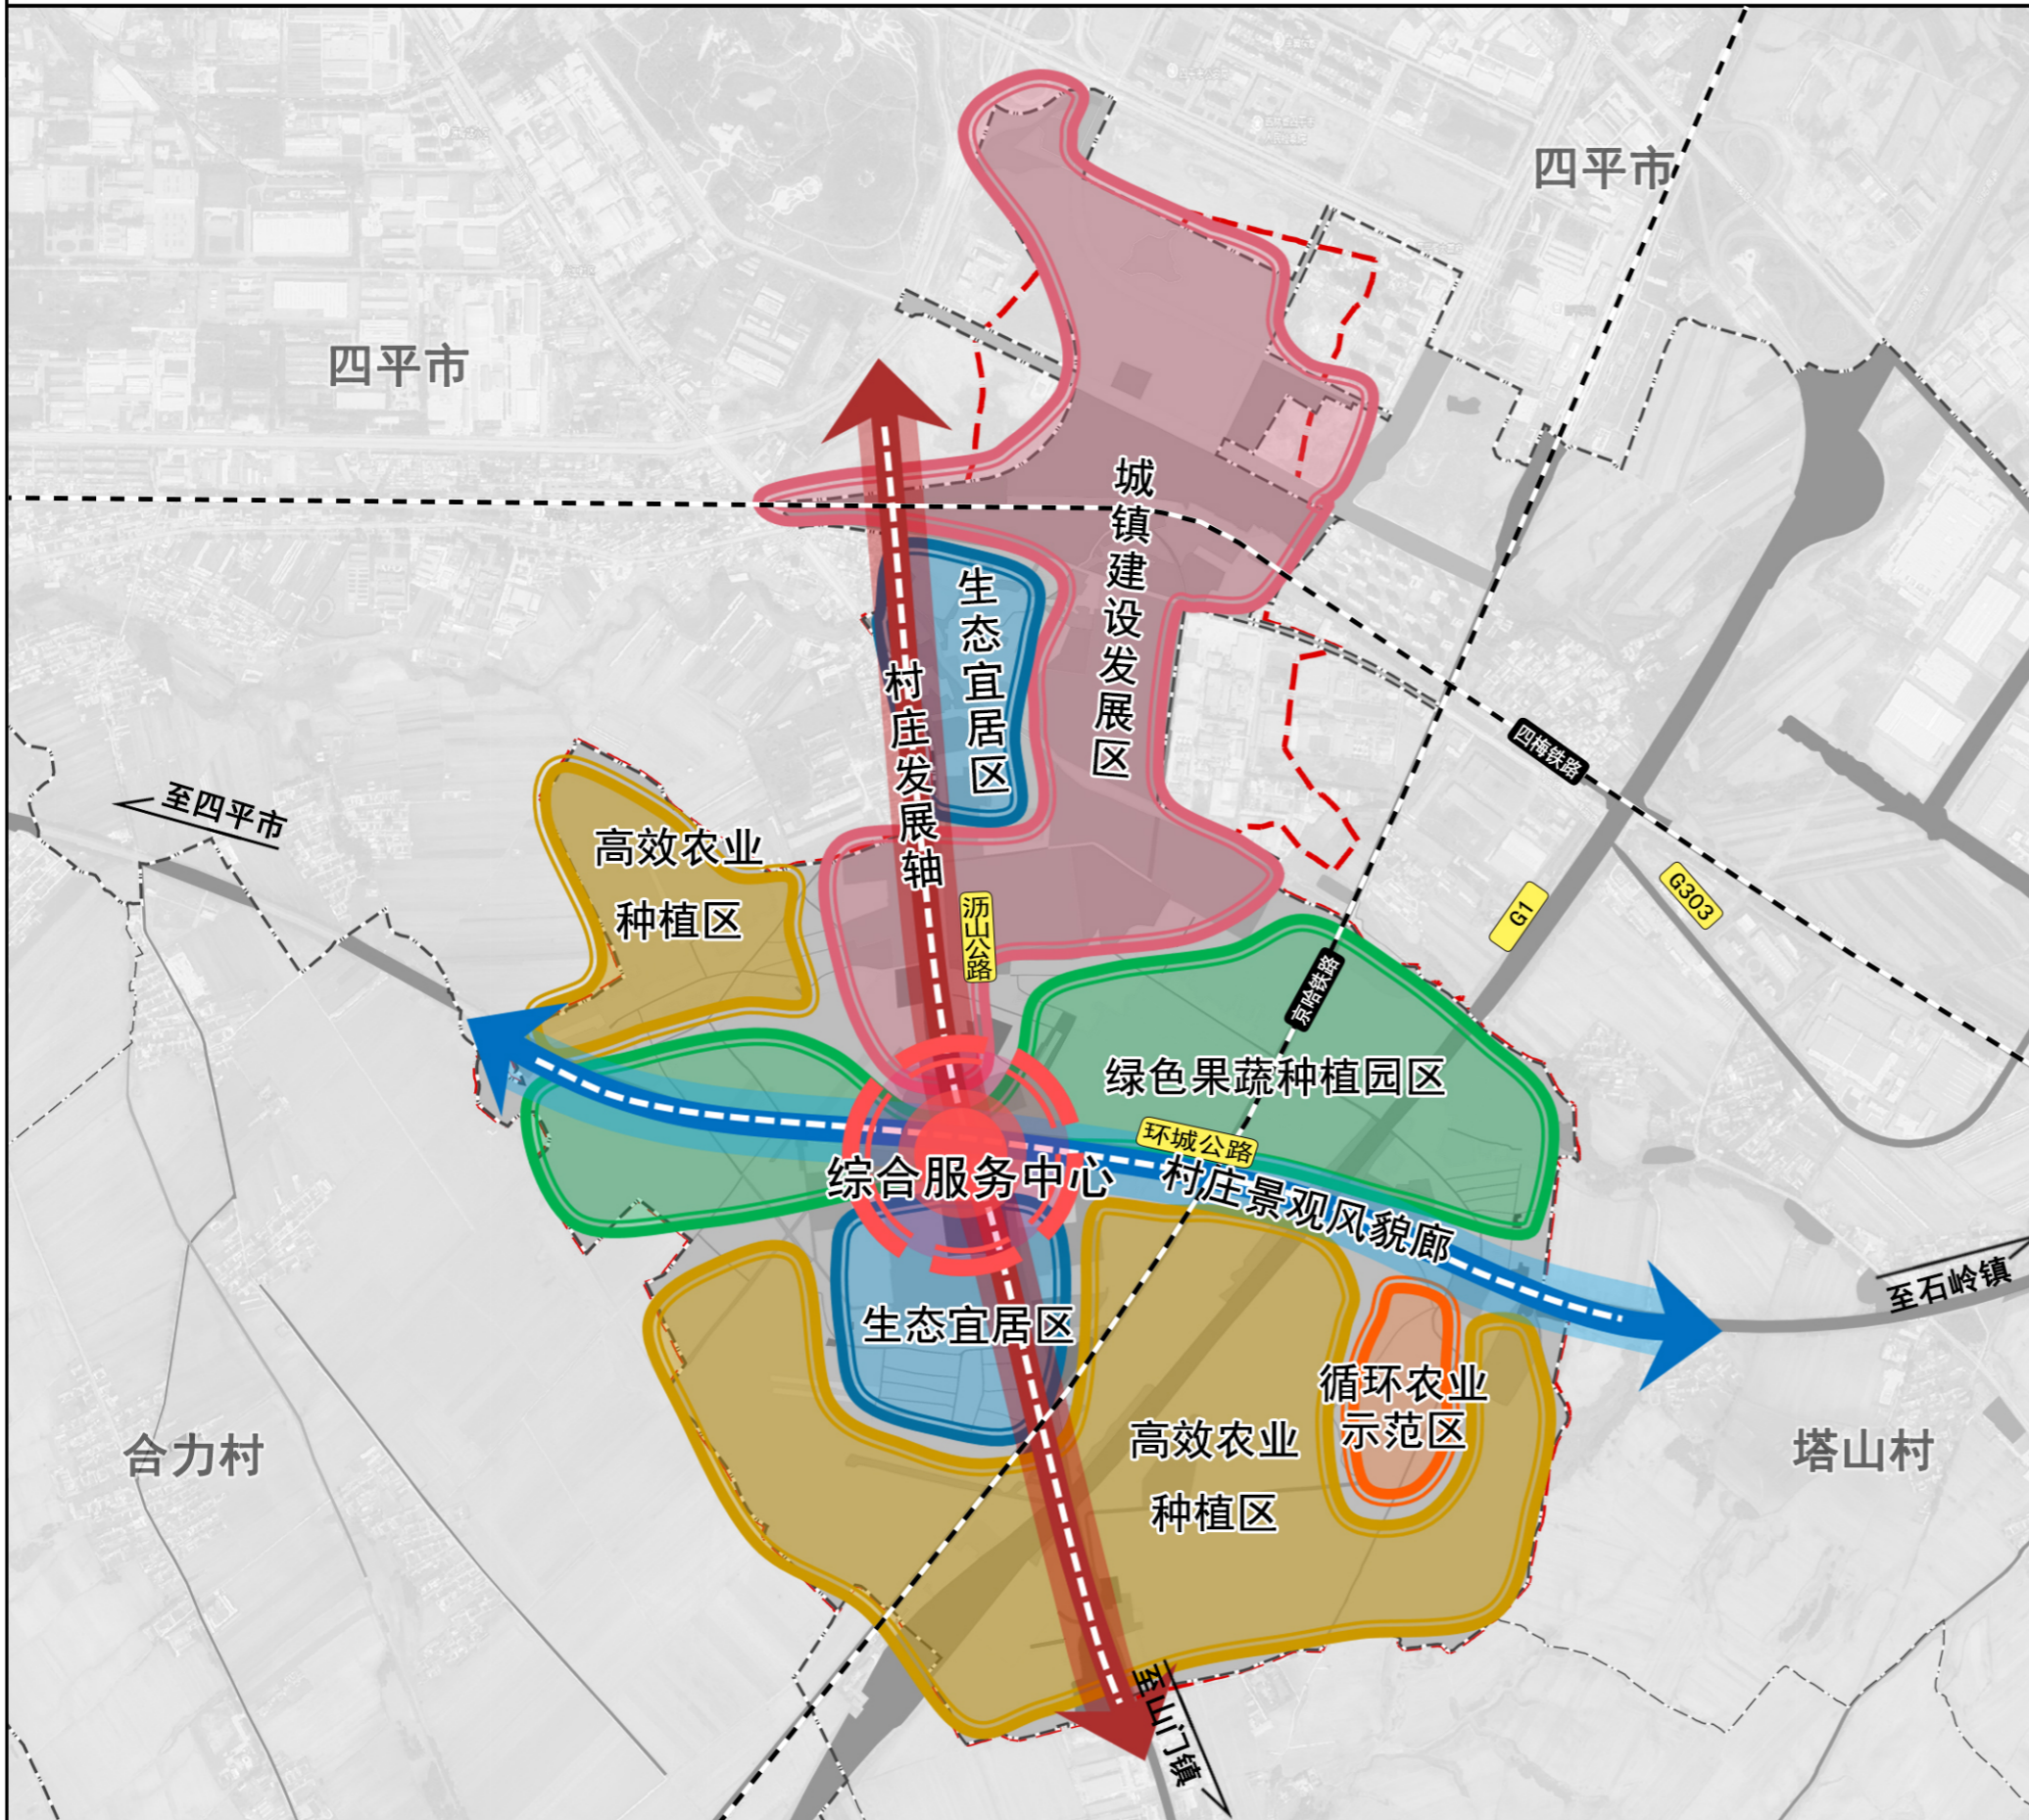 四平市
四平市
城镇建设发展区
生态宜居区
村庄发展轴
四梅铁路
至四平市
高效农业
种植区
沥山公路
G1
G303
京哈铁路
绿色果蔬种植园区
环城公路
综合服务中心
村庄景观风貌廊
至石岭镇
生态宜居区
循环农业
示范区
高效农业
种植区
合力村
塔山村
至山门镇